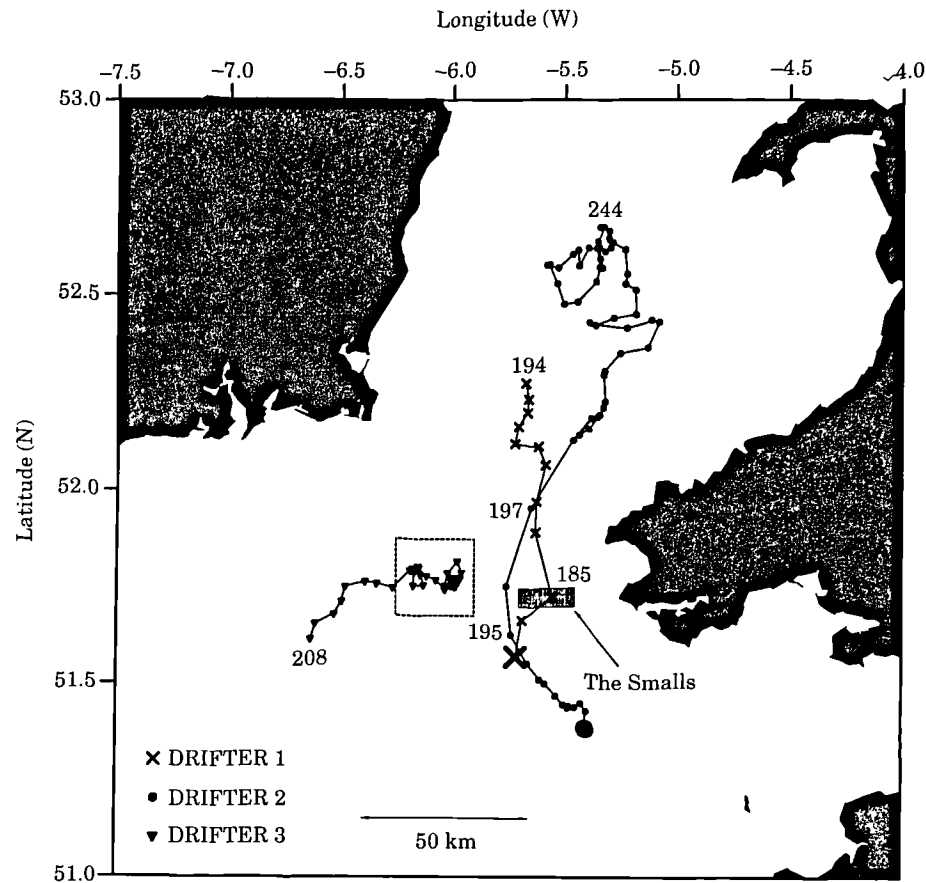 Longitude (W)
−7.5 −7.0 −6.5 −6.0 −5.5 −5.0 −4.5 −4.0
53.0
52.5
52.0
51.5
51.0
Latitude (N)
244
194
197
185
195
208
The Smalls
DRIFTER 1
DRIFTER 2
DRIFTER 3
50 km